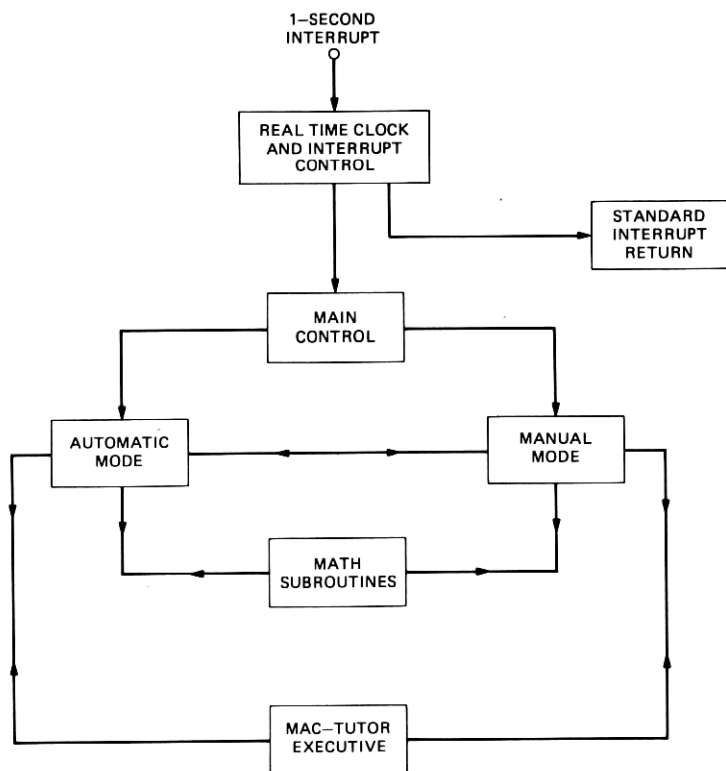 1–SECOND
INTERRUPT
REAL TIME CLOCK
AND INTERRUPT
CONTROL
STANDARD
INTERRUPT
RETURN
MAIN
CONTROL
AUTOMATIC
MODE
MANUAL
MODE
MATH
SUBROUTINES
MAC–TUTOR
EXECUTIVE